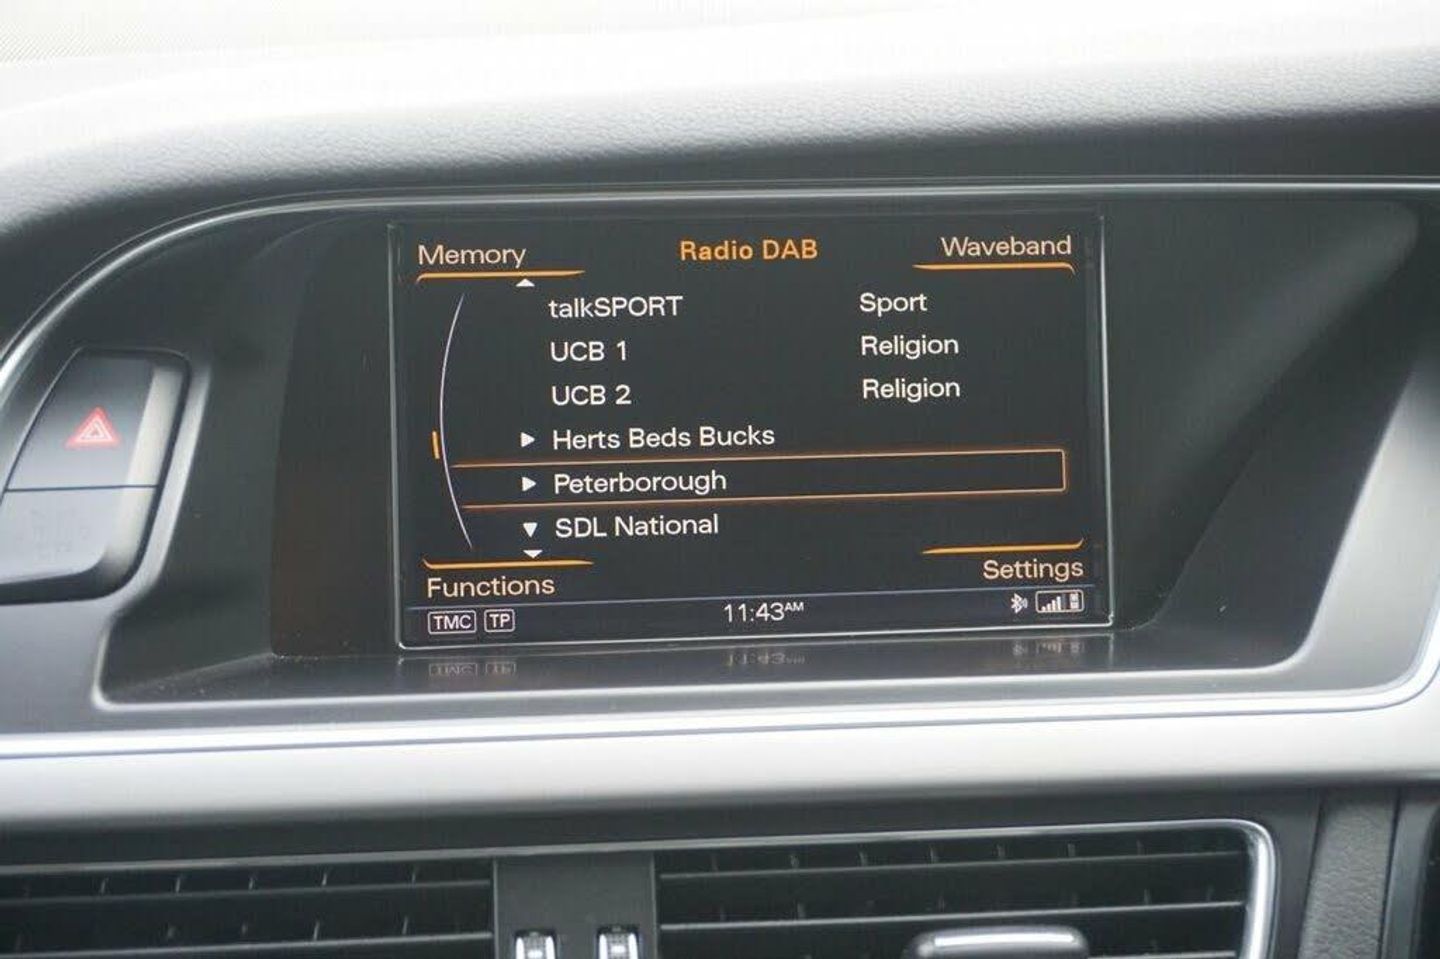 Memory Radio DAB Waveband
talkSPORT Sport
UCB 1 Religion
UCB 2 Religion
Herts Beds Bucks
Peterborough
SDL National
Functions Settings
TMC TP 11:43AM